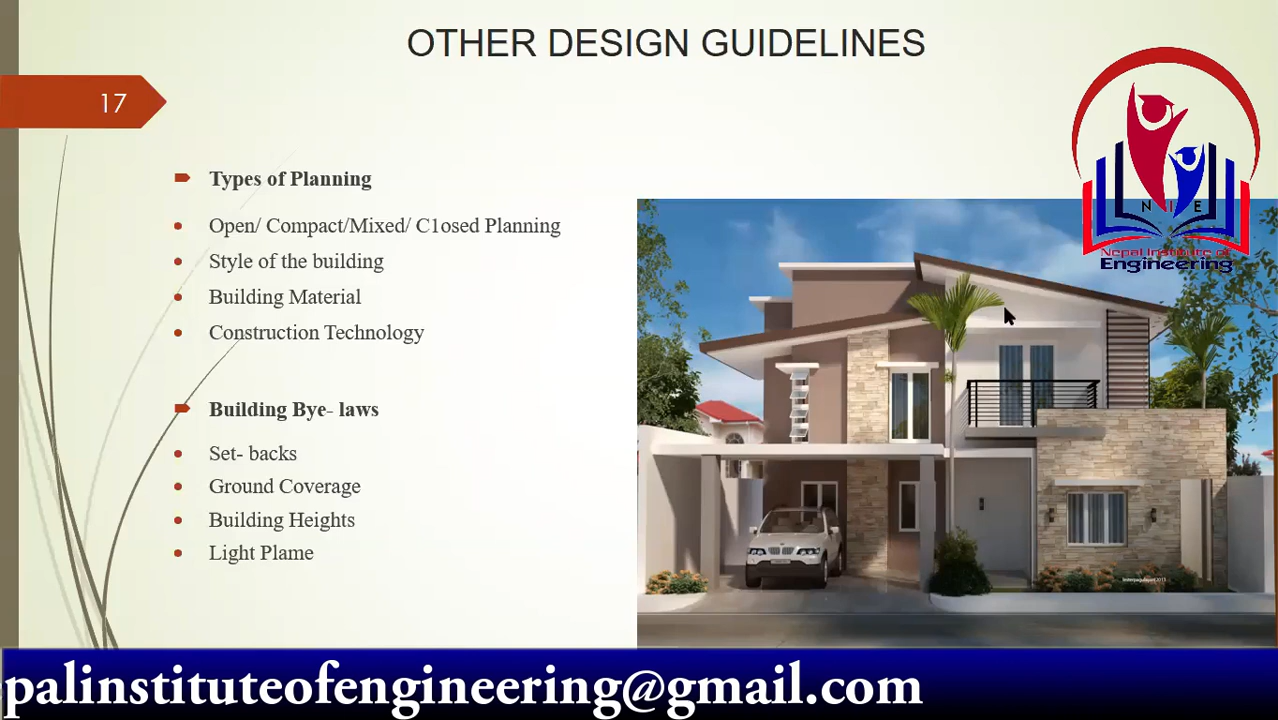 OTHER DESIGN GUIDELINES
17
Types of Planning
Open/ Compact/Mixed/ C1osed Planning
Style of the building
Building Material
Construction Technology
Building Bye- laws
Set- backs
Ground Coverage
Building Heights
Light Plame
N I E
Nepal Institute of
Engineering
palinstituteofengineering@gmail.com